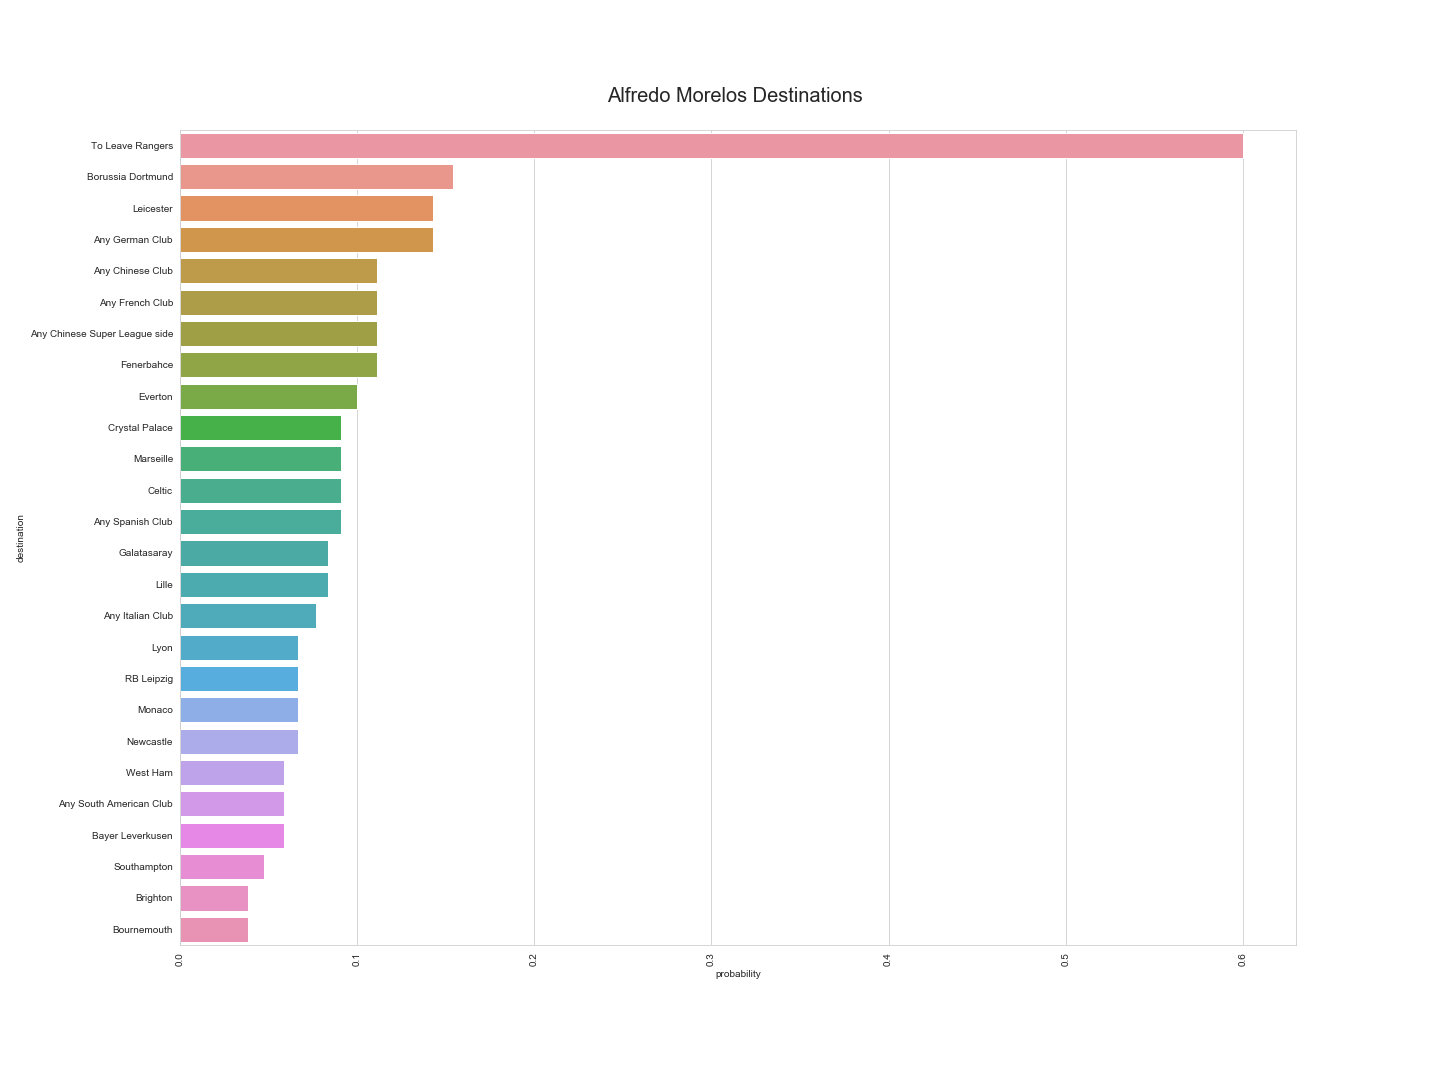 Alfredo Morelos Destinations
To Leave Rangers
Borussia Dortmund
Leicester
Any German Club
Any Chinese Club
Any French Club
Any Chinese Super League side
Fenerbahce
Everton
Crystal Palace
Marseille
Celtic
Any Spanish Club
Galatasaray
Lille
Any Italian Club
Lyon
RB Leipzig
Monaco
Newcastle
West Ham
Any South American Club
Bayer Leverkusen
Southampton
Brighton
Bournemouth
destination
0.0 0.1 0.2 0.3 0.4 0.5 0.6
probability